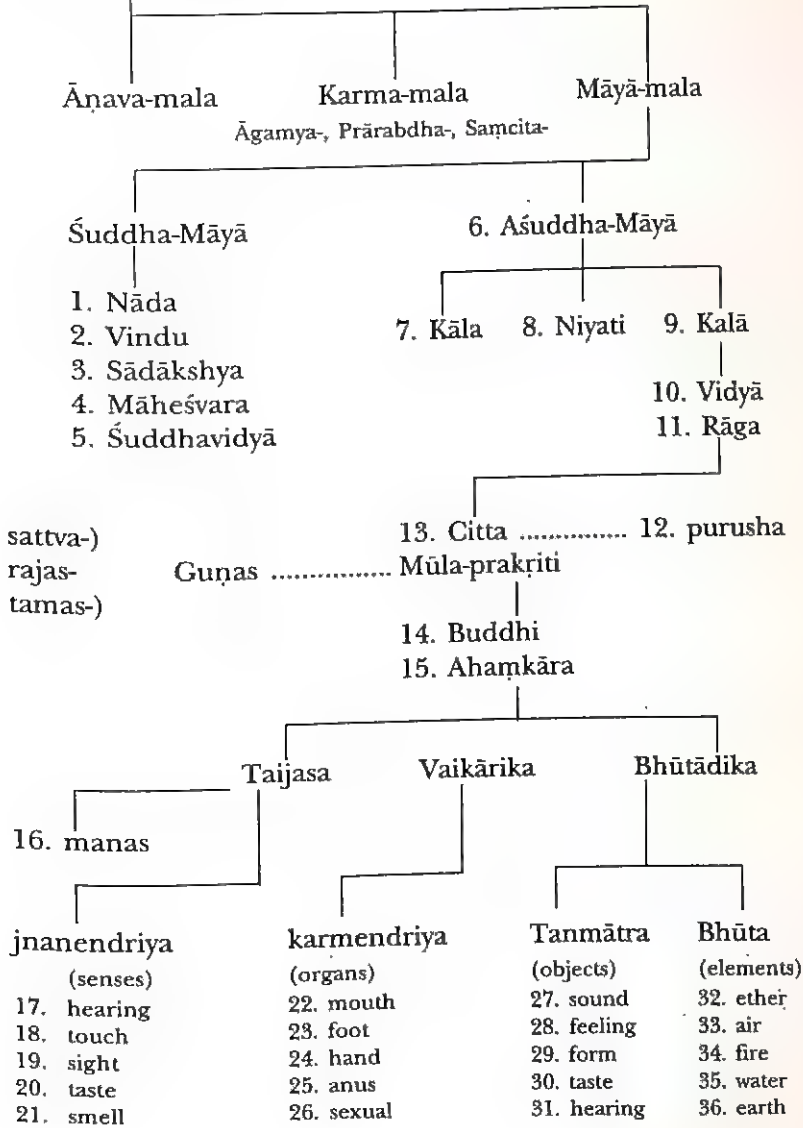 Āṇava-mala Karma-mala Māyā-mala
Āgamya-, Prārabdha-, Saṃcita-
Śuddha-Māyā 6. Aśuddha-Māyā
1. Nāda
2. Vindu
3. Sādākshya
4. Māheśvara
5. Śuddhavidyā
7. Kāla 8. Niyati 9. Kalā
10. Vidyā
11. Rāga
13. Citta ............... 12. purusha
sattva-)
rajas-
tamas-)
Guṇas ................ Mūla-prakṛiti
14. Buddhi
15. Ahaṃkāra
Taijasa Vaikārika Bhūtādika
16. manas
jnanendriya
(senses)
17. hearing
18. touch
19. sight
20. taste
21. smell
karmendriya
(organs)
22. mouth
23. foot
24. hand
25. anus
26. sexual
Tanmātra
(objects)
27. sound
28. feeling
29. form
30. taste
31. hearing
Bhūta
(elements)
32. ether
33. air
34. fire
35. water
36. earth